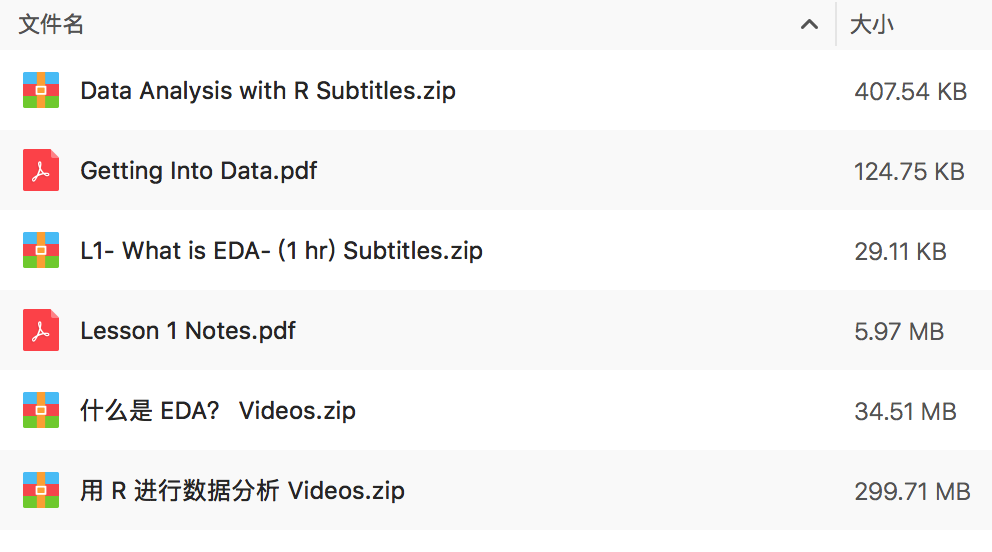 文件名 大小
Data Analysis with R Subtitles.zip 407.54 KB
Getting Into Data.pdf 124.75 KB
L1- What is EDA- (1 hr) Subtitles.zip 29.11 KB
Lesson 1 Notes.pdf 5.97 MB
什么是 EDA？ Videos.zip 34.51 MB
用 R 进行数据分析 Videos.zip 299.71 MB